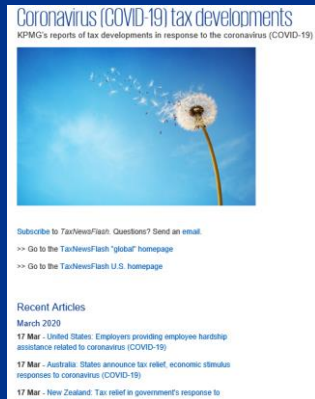 Coronavirus (COVID-19) tax developments
KPMG's reports of tax developments in response to the coronavirus (COVID-19)
Subscribe to TaxNewsFlash. Questions? Send an email.
>> Go to the TaxNewsFlash "global" homepage
>> Go to the TaxNewsFlash U.S. homepage
Recent Articles
March 2020
17 Mar - United States: Employers providing employee hardship
assistance related to coronavirus (COVID-19)
17 Mar - Australia: States announce tax relief, economic stimulus
responses to coronavirus (COVID-19)
17 Mar - New Zealand: Tax relief in government's response to